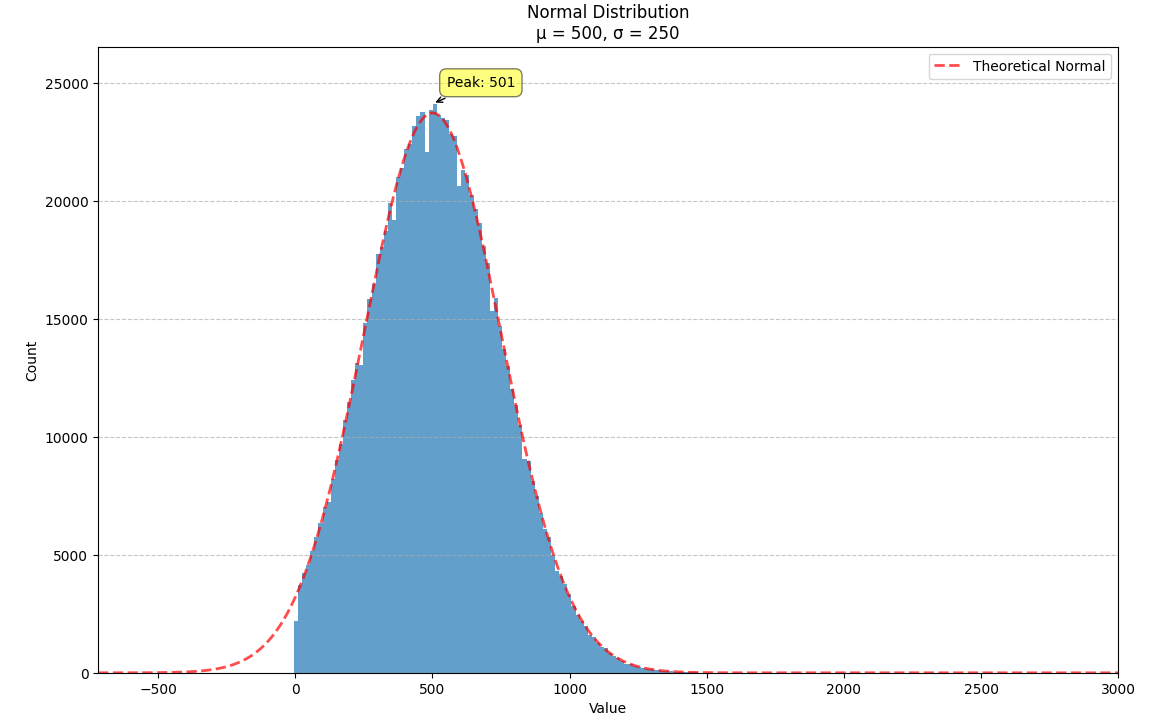 Normal Distribution
μ = 500, σ = 250
Theoretical Normal
Peak: 501
25000
20000
15000
10000
5000
0
Count
−500
0
500
1000
1500
2000
2500
3000
Value